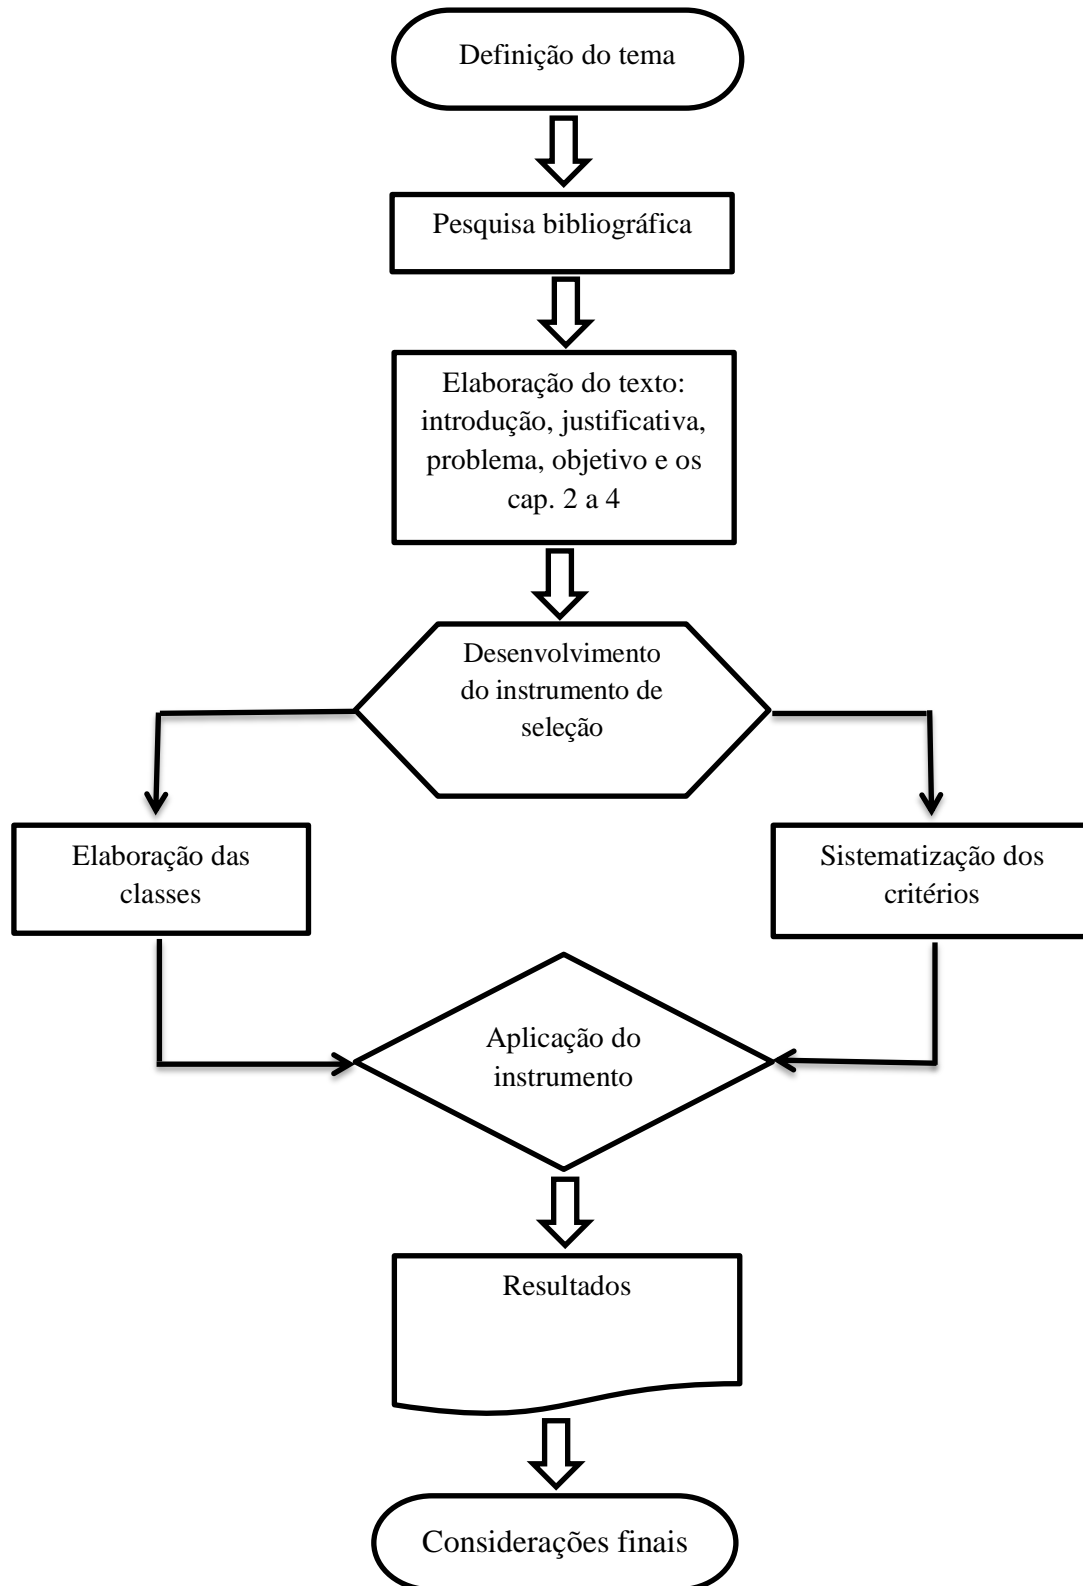 Definição do tema
Pesquisa bibliográfica
Elaboração do texto:
introdução, justificativa,
problema, objetivo e os
cap. 2 a 4
Desenvolvimento
do instrumento de
seleção
Elaboração das
classes
Sistematização dos
critérios
Aplicação do
instrumento
Resultados
Considerações finais